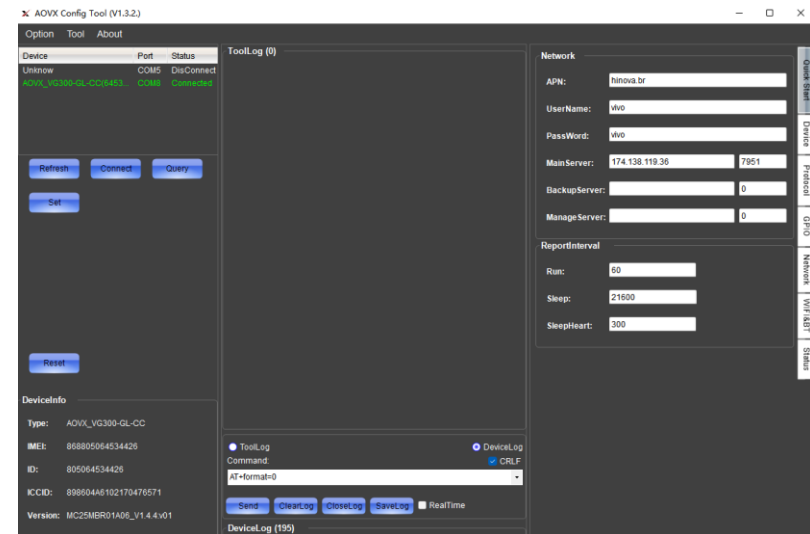 AOVX Config Tool (V1.3.2.)
Option Tool About
Device Port Status
Unknow COM5 DisConnect
AOVX_VG300-GL-CC(6453... COM8 Connected
Refresh Connect Query
Set
Reset
DeviceInfo
Type: AOVX_VG300-GL-CC
IMEI: 868805064534426
ID: 805064534426
ICCID: 898604A6102170476571
Version: MC25MBR01A06_V1.4.4:v01
ToolLog (0)
ToolLog DeviceLog
Command: CRLF
AT+format=0
Send ClearLog CloseLog SaveLog RealTime
DeviceLog (195)
Network
APN: hinova.br
UserName: vivo
PassWord: vivo
MainServer: 174.138.119.36 7951
BackupServer: 0
ManageServer: 0
ReportInterval
Run: 60
Sleep: 21600
SleepHeart: 300
Quick Start
Device
Protocol
GPIO
Network
WIFI&BT
Status